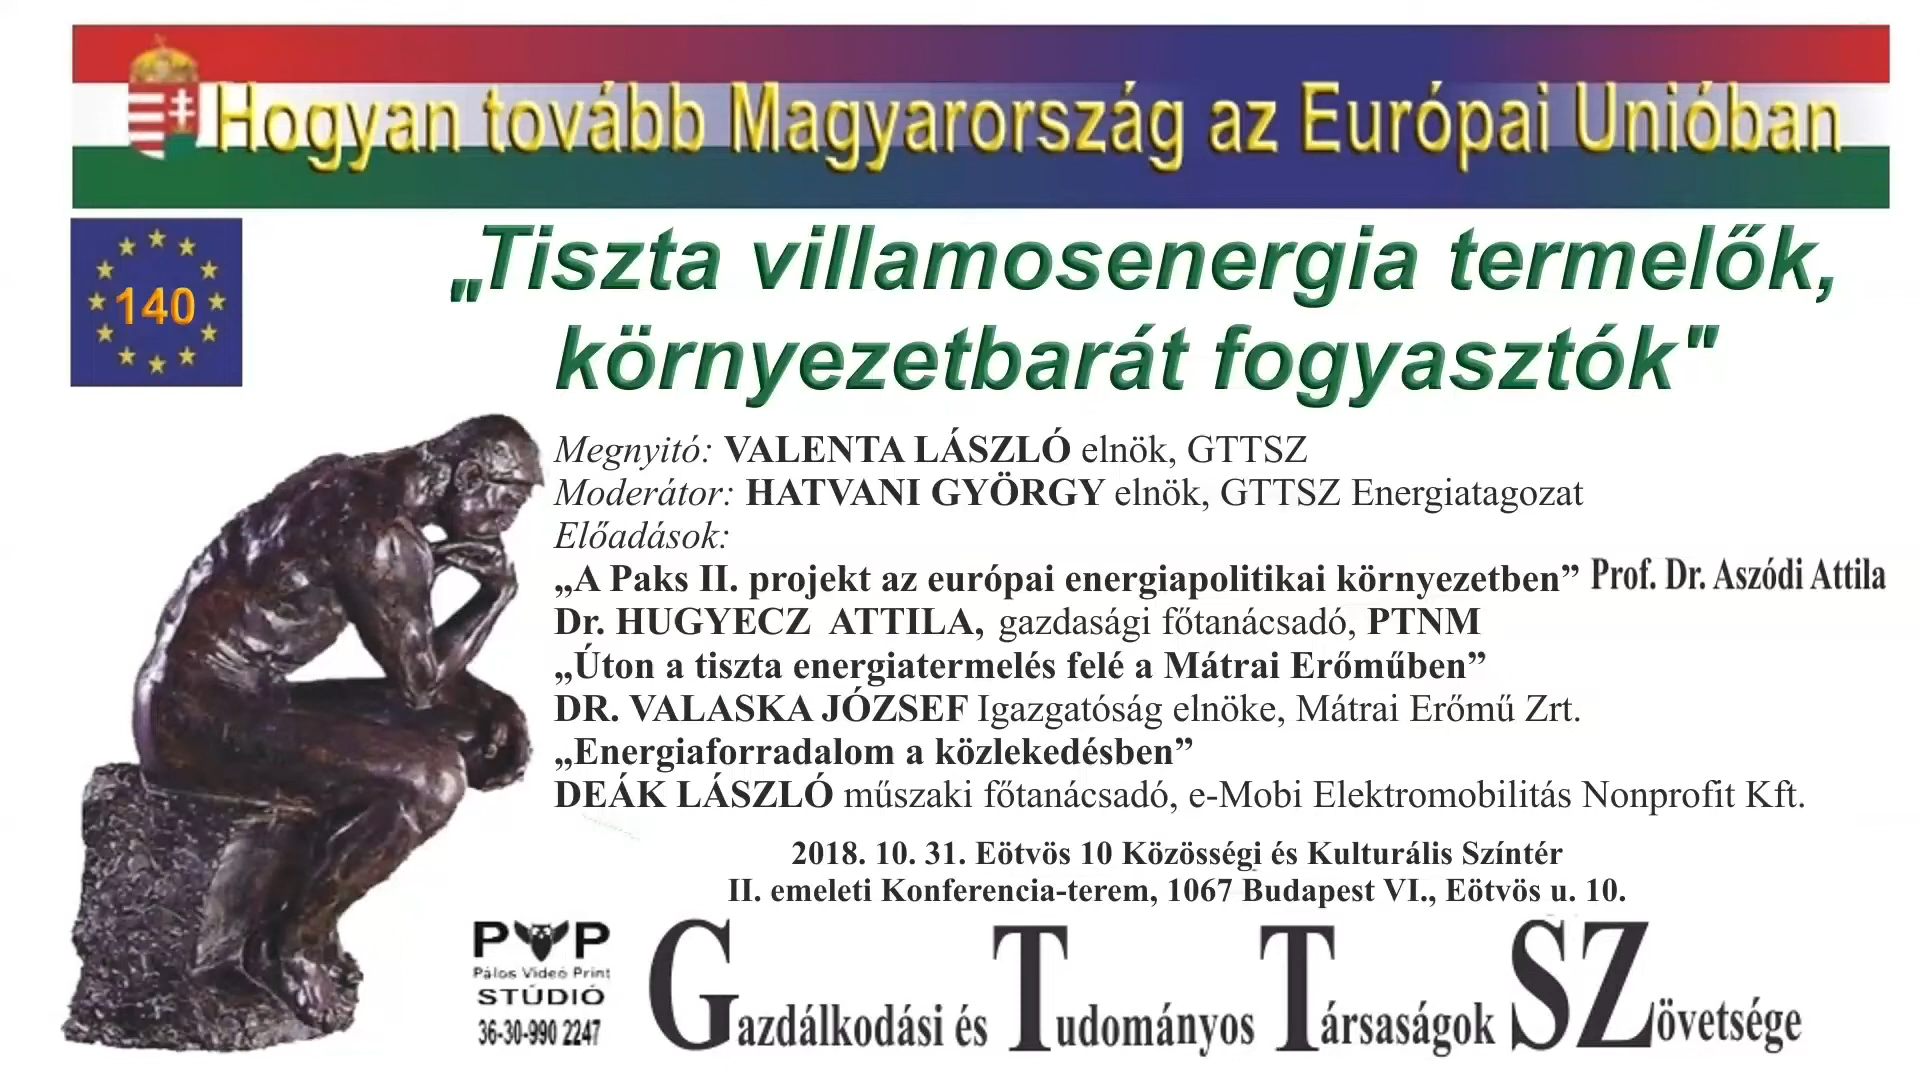 Hogyan tovább Magyarország az Európai Unióban
140
„Tiszta villamosenergia termelők,
környezetbarát fogyasztók"
Megnyitó: VALENTA LÁSZLÓ elnök, GTTSZ
Moderátor: HATVANI GYÖRGY elnök, GTTSZ Energiatagozat
Előadások:
„A Paks II. projekt az európai energiapolitikai környezetben” Prof. Dr. Aszódi Attila
Dr. HUGYECZ ATTILA, gazdasági főtanácsadó, PTNM
„Úton a tiszta energiatermelés felé a Mátrai Erőműben”
DR. VALASKA JÓZSEF Igazgatóság elnöke, Mátrai Erőmű Zrt.
„Energiaforradalom a közlekedésben”
DEÁK LÁSZLÓ műszaki főtanácsadó, e-Mobi Elektromobilitás Nonprofit Kft.
2018. 10. 31. Eötvös 10 Közösségi és Kulturális Színtér
II. emeleti Konferencia-terem, 1067 Budapest VI., Eötvös u. 10.
PVP
Pálos Videó Print
STÚDIÓ
36-30-990 2247
Gazdálkodási és Tudományos Társaságok SZövetsége